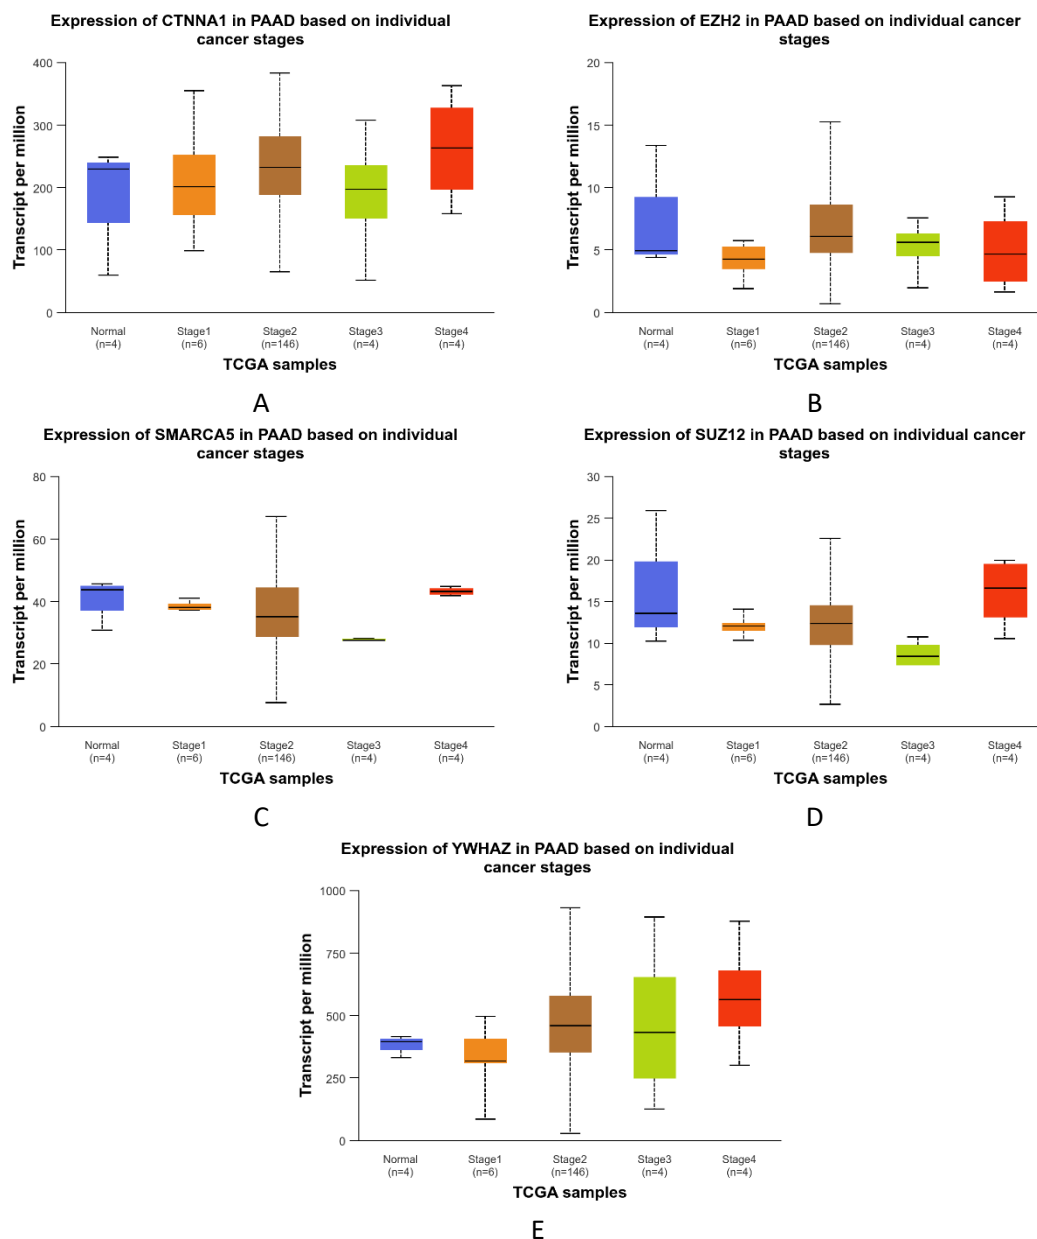 Expression of CTNNA1 in PAAD based on individual
cancer stages
Transcript per million
400
300
200
100
0
Normal
(n=4)
Stage1
(n=6)
Stage2
(n=146)
Stage3
(n=4)
Stage4
(n=4)
TCGA samples
A
Expression of EZH2 in PAAD based on individual cancer
stages
Transcript per million
20
15
10
5
0
Normal
(n=4)
Stage1
(n=6)
Stage2
(n=146)
Stage3
(n=4)
Stage4
(n=4)
TCGA samples
B
Expression of SMARCA5 in PAAD based on individual
cancer stages
Transcript per million
80
60
40
20
0
Normal
(n=4)
Stage1
(n=6)
Stage2
(n=146)
Stage3
(n=4)
Stage4
(n=4)
TCGA samples
C
Expression of SUZ12 in PAAD based on individual cancer
stages
Transcript per million
30
25
20
15
10
5
0
Normal
(n=4)
Stage1
(n=6)
Stage2
(n=146)
Stage3
(n=4)
Stage4
(n=4)
TCGA samples
D
Expression of YWHAZ in PAAD based on individual
cancer stages
Transcript per million
1000
750
500
250
0
Normal
(n=4)
Stage1
(n=6)
Stage2
(n=146)
Stage3
(n=4)
Stage4
(n=4)
TCGA samples
E